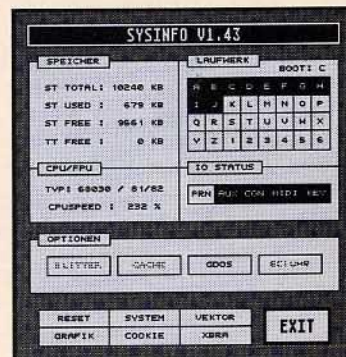 SYSINFO V1.43
SPEICHER
ST TOTAL: 10240 KB
ST USED : 679 KB
ST FREE : 9561 KB
TT FREE : 0 KB
LAUFWERK
BOOT: C
A B C D E F G H
I J K L M N O P
Q R S T U V W X
Y Z 1 2 3 4 5 6
CPU/FPU
TYP: 68030 / 81/82
CPUSPEED : 232 %
IO STATUS
PRN AUX CON MIDI KEY
OPTIONEN
BLITTER CACHE GDOS ECLUHR
RESET SYSTEM VEKTOR
GRAFIK COOKIE XBRA
EXIT